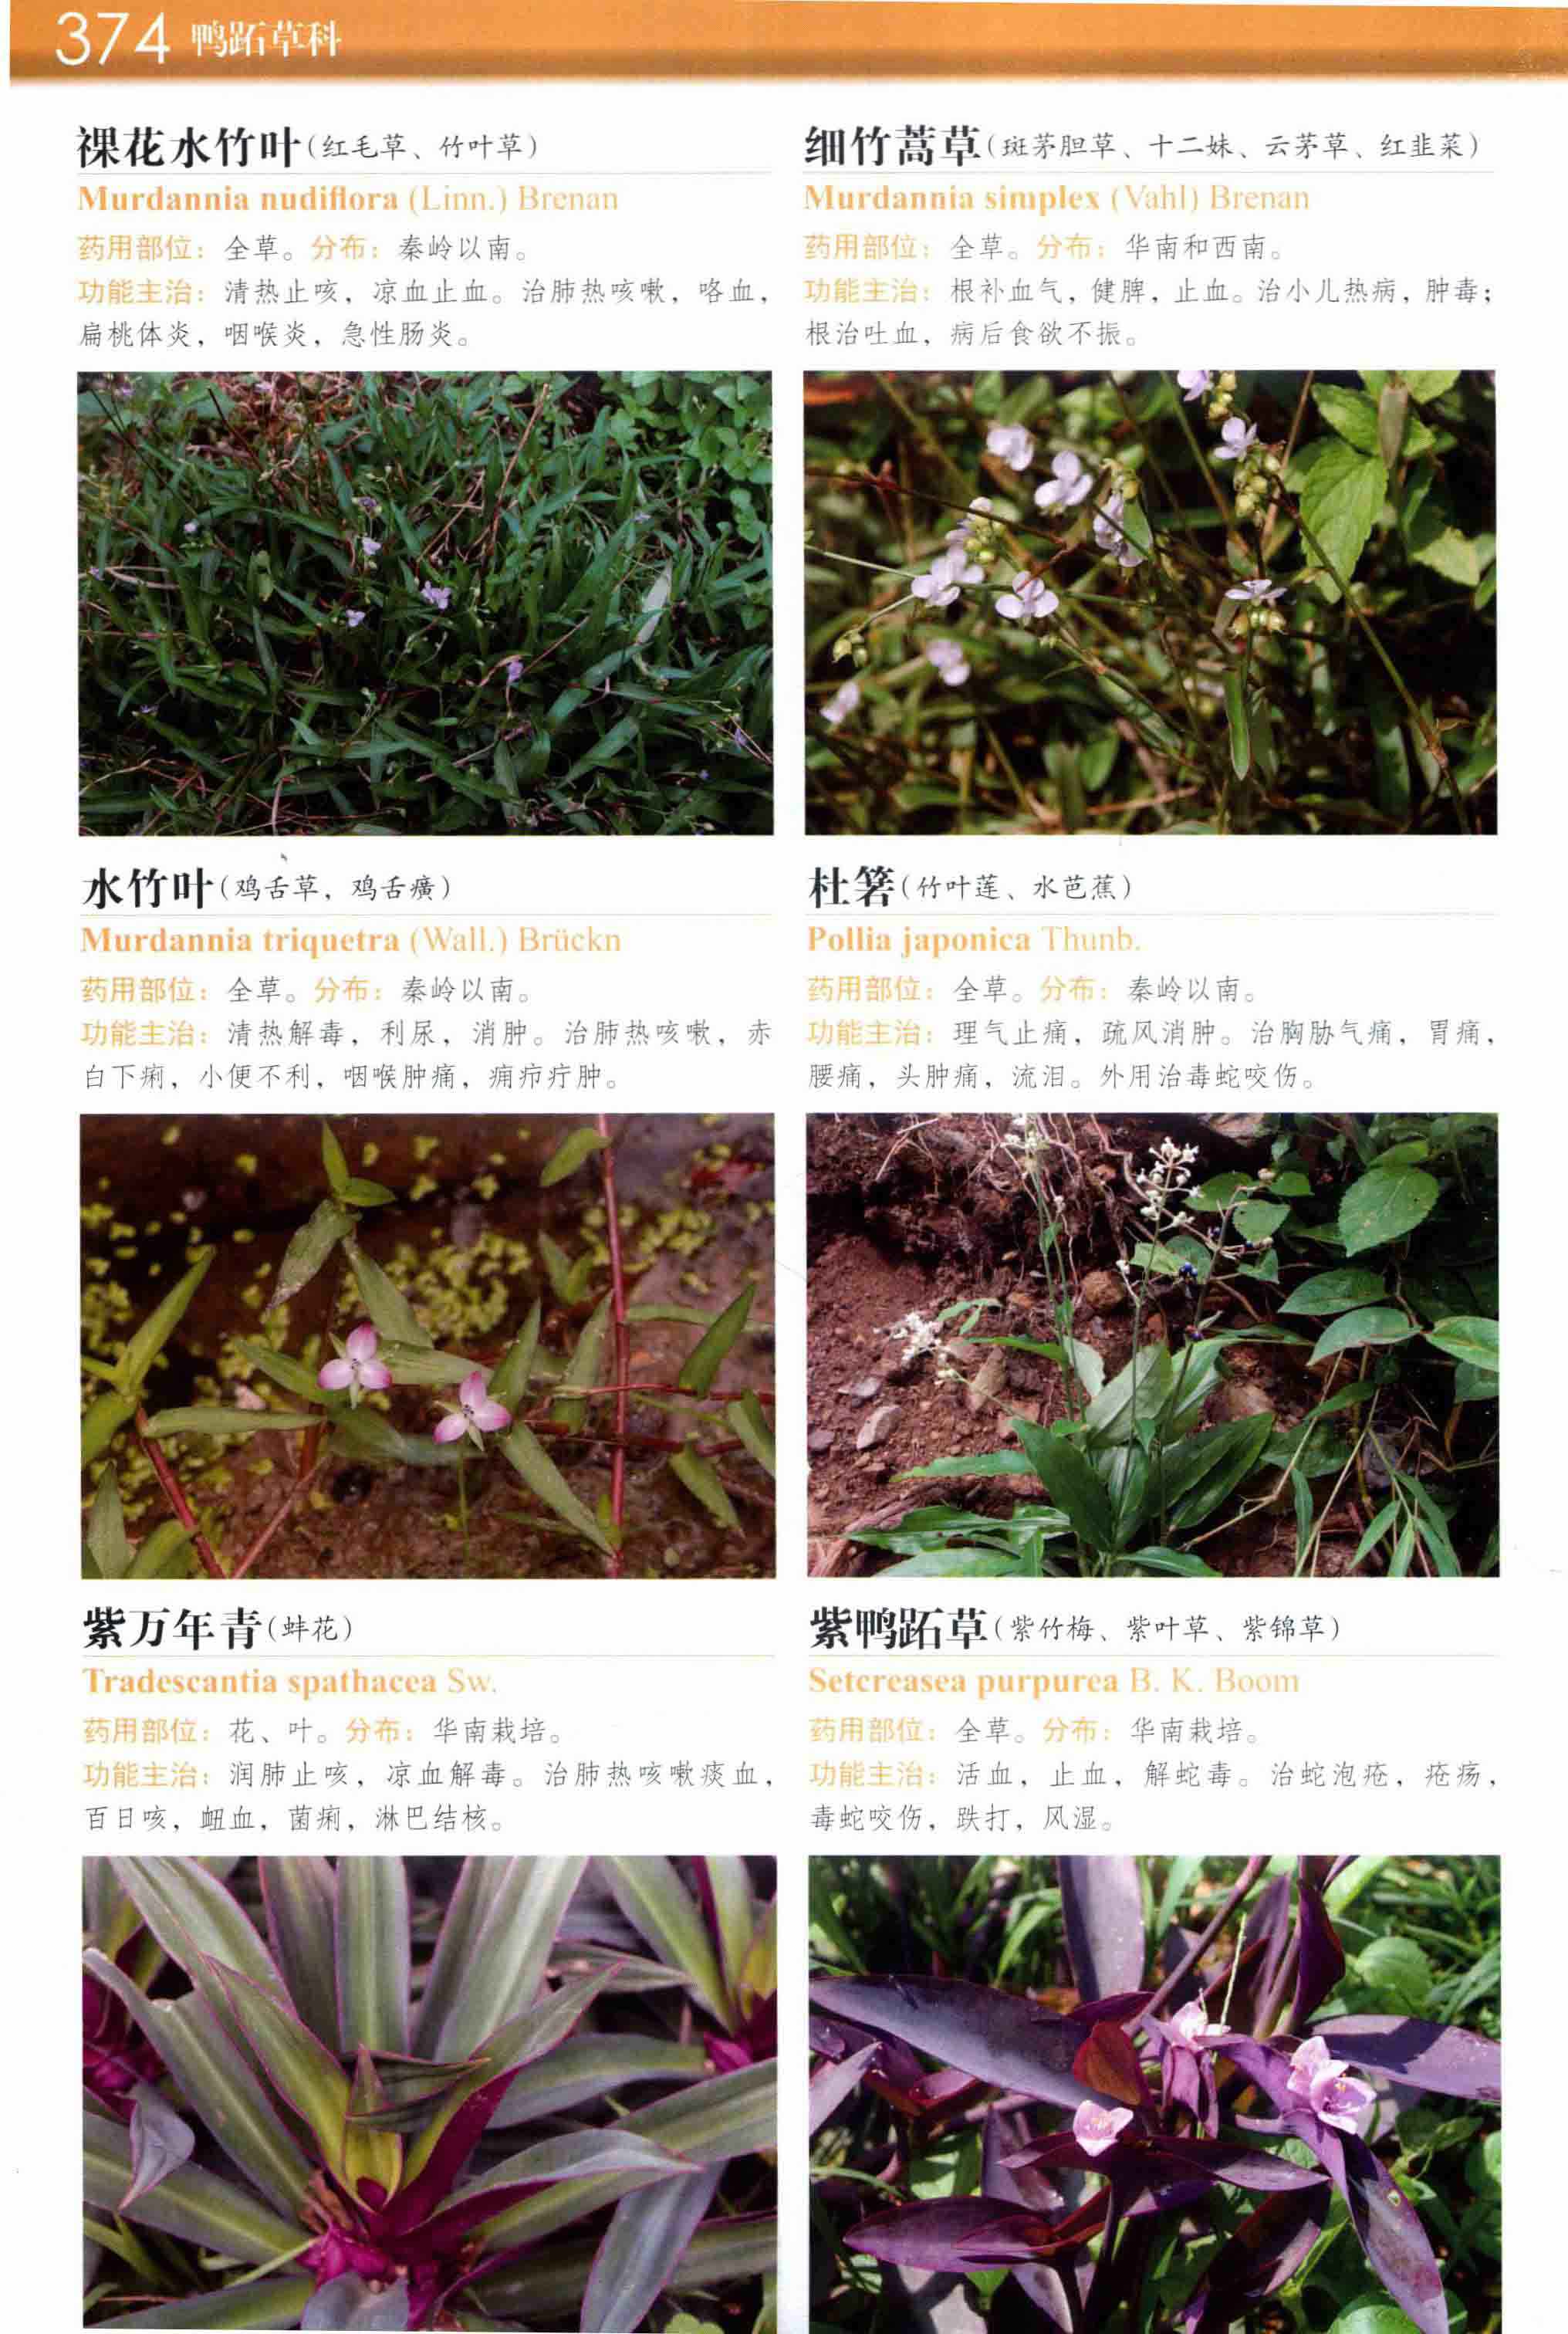 374 鸭跖草科
裸花水竹叶(红毛草、竹叶草)
Murdannia nudiflora (Linn.) Brenan
药用部位：全草。分布：秦岭以南。
功能主治：清热止咳，凉血止血。治肺热咳嗽，咯血，
扁桃体炎，咽喉炎，急性肠炎。
细竹蒿草(斑茅胆草、十二妹、云茅草、红韭菜)
Murdannia simplex (Vahl) Brenan
药用部位：全草。分布：华南和西南。
功能主治：根补血气，健脾，止血。治小儿热病，肿毒；
根治吐血，病后食欲不振。
水竹叶(鸡舌草，鸡舌癀)
Murdannia triquetra (Wall.) Brückn
药用部位：全草。分布：秦岭以南。
功能主治：清热解毒，利尿，消肿。治肺热咳嗽，赤
白下痢，小便不利，咽喉肿痛，痈疖疔肿。
杜箬(竹叶莲、水芭蕉)
Pollia japonica Thunb.
药用部位：全草。分布：秦岭以南。
功能主治：理气止痛，疏风消肿。治胸胁气痛，胃痛，
腰痛，头肿痛，流泪。外用治毒蛇咬伤。
紫万年青(蚌花)
Tradescantia spathacea Sw.
药用部位：花、叶。分布：华南栽培。
功能主治：润肺止咳，凉血解毒。治肺热咳嗽痰血，
百日咳，衄血，菌痢，淋巴结核。
紫鸭跖草(紫竹梅、紫叶草、紫锦草)
Setcreasea purpurea B. K. Boom
药用部位：全草。分布：华南栽培。
功能主治：活血，止血，解蛇毒。治蛇泡疮，疮疡，
毒蛇咬伤，跌打，风湿。